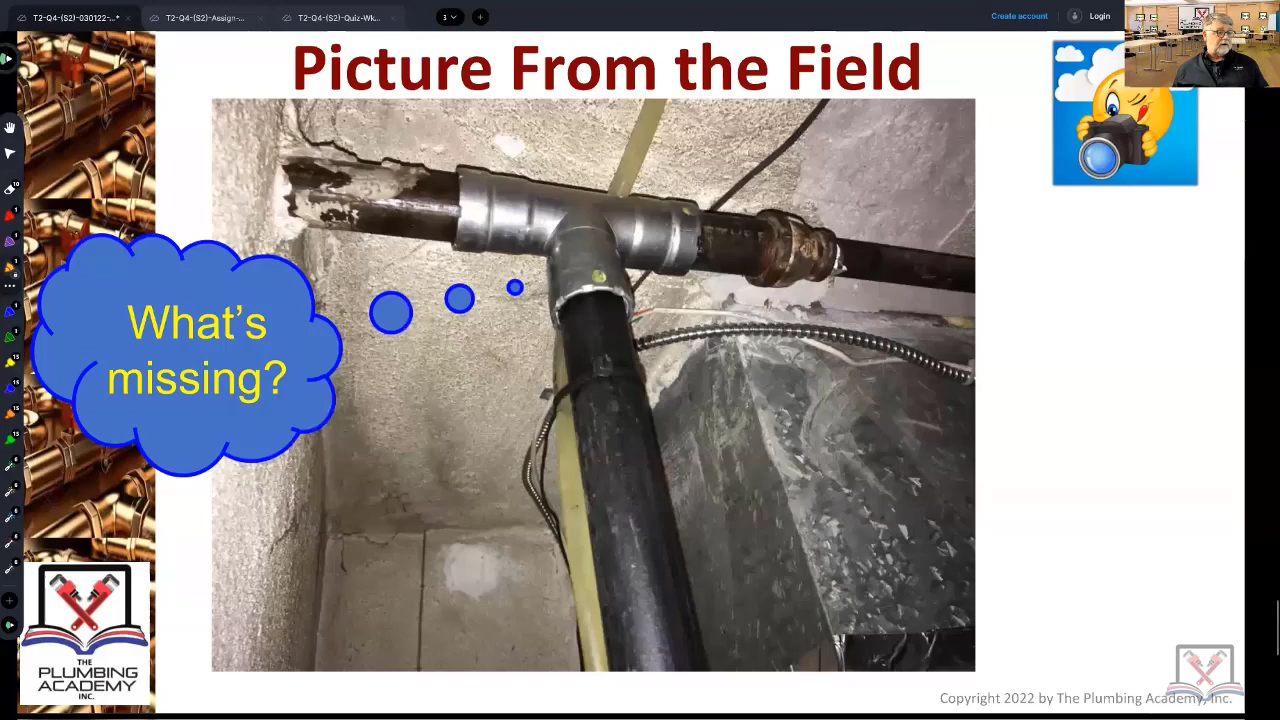 T2-Q4-(S2)-030122-...*
T2-Q4-(S2)-Assign-...
T2-Q4-(S2)-Quiz-Wk...
3
Create account
Login
Picture From the Field
What's
missing?
THE
PLUMBING
ACADEMY
INC.
Copyright 2022 by The Plumbing Academy, Inc.